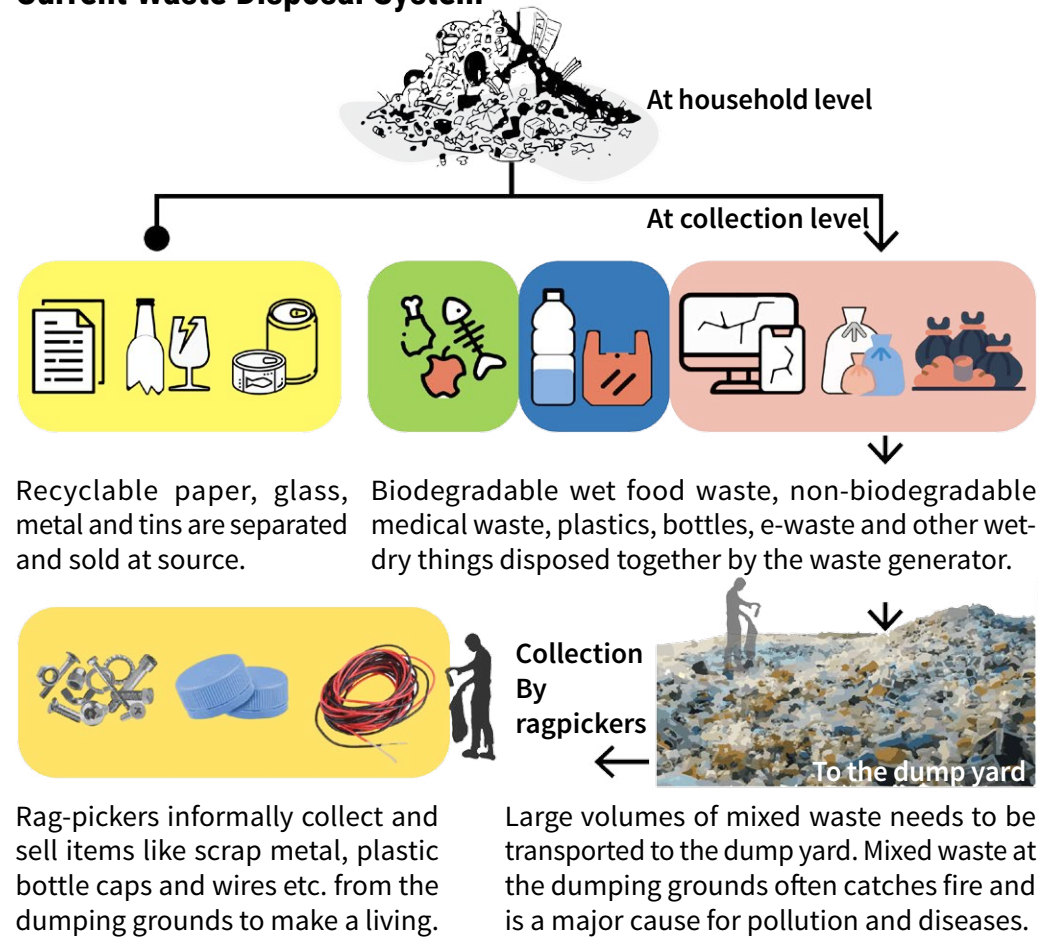 Current Waste Disposal System
At household level
At collection level
Recyclable paper, glass,
metal and tins are separated
and sold at source.
Biodegradable wet food waste, non-biodegradable
medical waste, plastics, bottles, e-waste and other wet-
dry things disposed together by the waste generator.
Collection
By
ragpickers
To the dump yard
Rag-pickers informally collect and
sell items like scrap metal, plastic
bottle caps and wires etc. from the
dumping grounds to make a living.
Large volumes of mixed waste needs to be
transported to the dump yard. Mixed waste at
the dumping grounds often catches fire and
is a major cause for pollution and diseases.